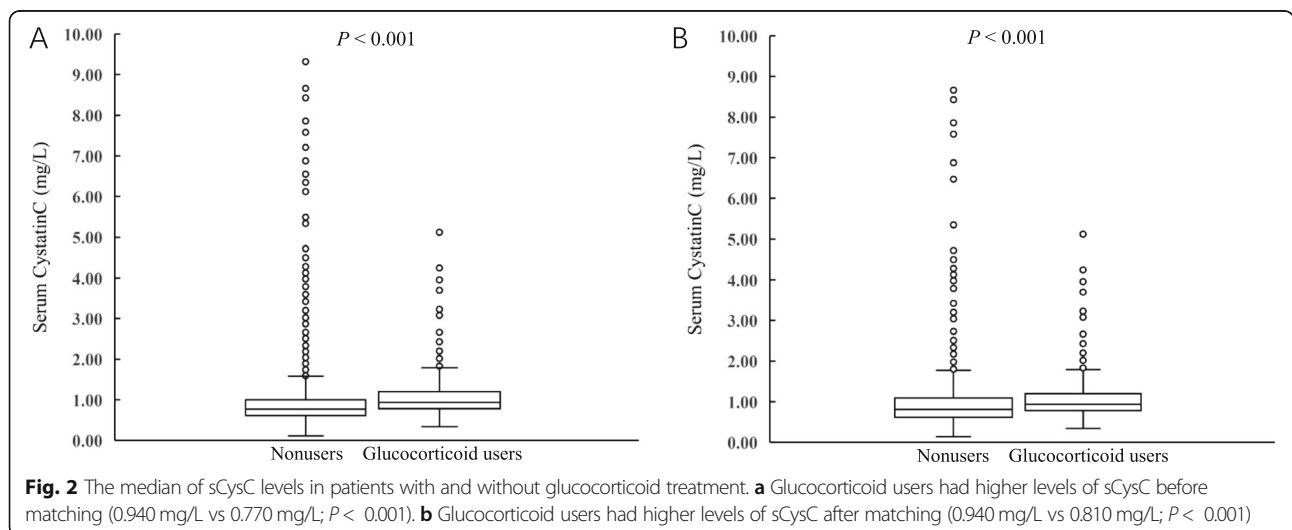 A
B
P < 0.001
P < 0.001
Serum CystatinC (mg/L)
10.00
9.00
8.00
7.00
6.00
5.00
4.00
3.00
2.00
1.00
0.00
Nonusers Glucocorticoid users
Serum CystatinC (mg/L)
10.00
9.00
8.00
7.00
6.00
5.00
4.00
3.00
2.00
1.00
0.00
Nonusers Glucocorticoid users
Fig. 2 The median of sCysC levels in patients with and without glucocorticoid treatment. a Glucocorticoid users had higher levels of sCysC before
matching (0.940 mg/L vs 0.770 mg/L; P < 0.001). b Glucocorticoid users had higher levels of sCysC after matching (0.940 mg/L vs 0.810 mg/L; P < 0.001)